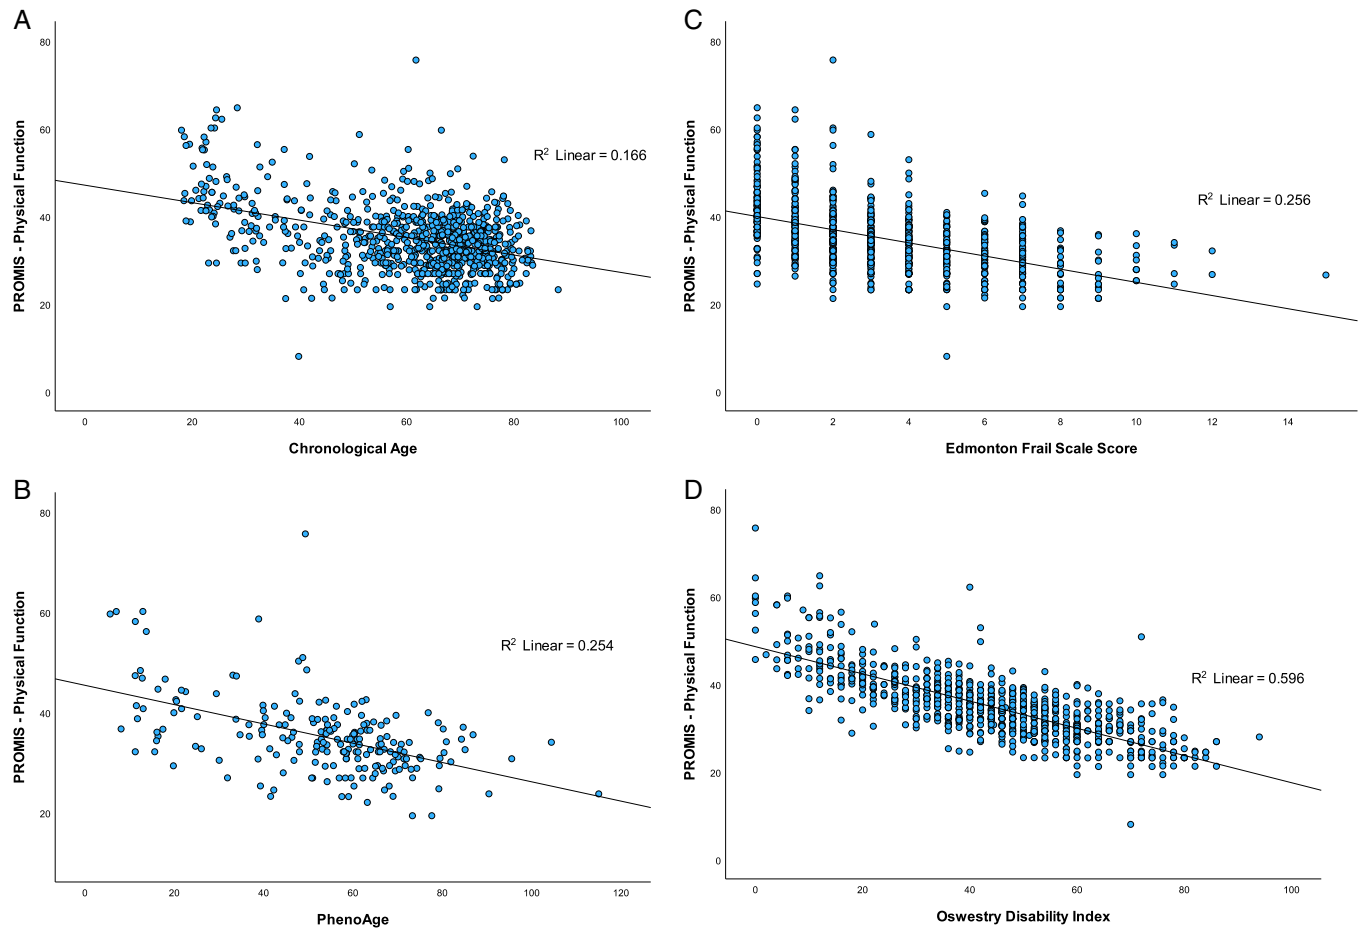 A
80
60
40
20
0
PROMIS - Physical Function
R² Linear = 0.166
0 20 40 60 80 100
Chronological Age
C
80
60
40
20
0
PROMIS - Physical Function
R² Linear = 0.256
0 2 4 6 8 10 12 14
Edmonton Frail Scale Score
B
80
60
40
20
PROMIS - Physical Function
R² Linear = 0.254
0 20 40 60 80 100 120
PhenoAge
D
80
60
40
20
0
PROMIS - Physical Function
R² Linear = 0.596
0 20 40 60 80 100
Oswestry Disability Index